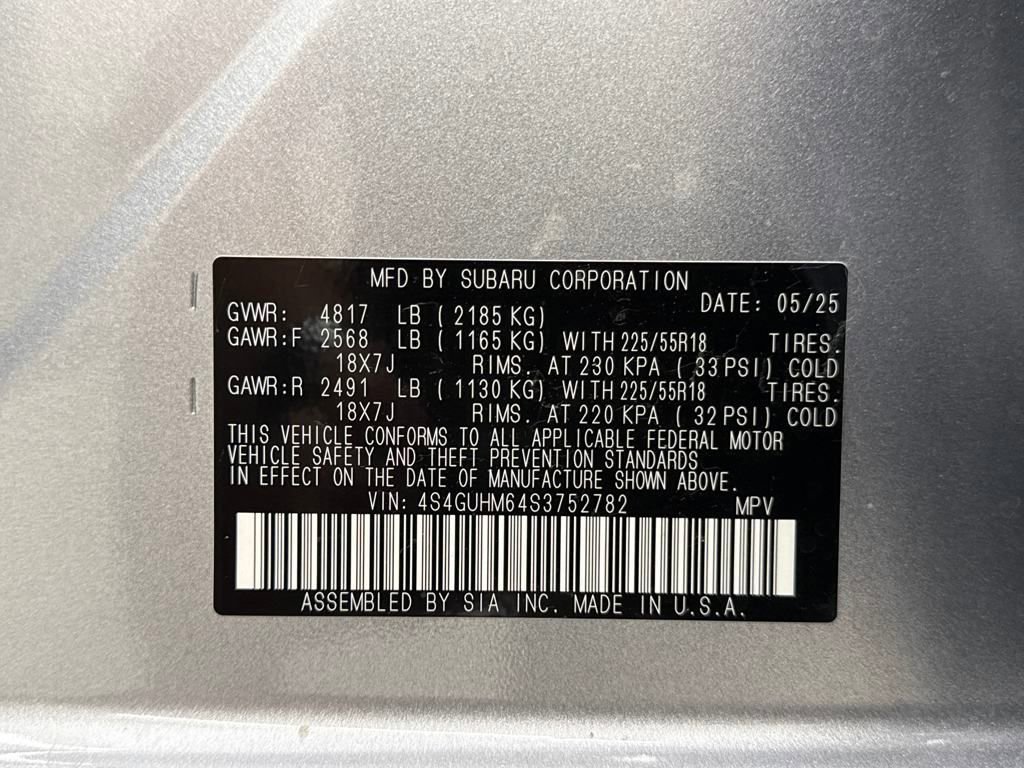 MFD BY SUBARU CORPORATION
DATE: 05/25
GVWR: 4817 LB ( 2185 KG)
GAWR:F 2568 LB ( 1165 KG) WITH 225/55R18 TIRES.
18X7J RIMS. AT 230 KPA ( 33 PSI) COLD
GAWR:R 2491 LB ( 1130 KG) WITH 225/55R18 TIRES.
18X7J RIMS. AT 220 KPA ( 32 PSI) COLD
THIS VEHICLE CONFORMS TO ALL APPLICABLE FEDERAL MOTOR
VEHICLE SAFETY AND THEFT PREVENTION STANDARDS
IN EFFECT ON THE DATE OF MANUFACTURE SHOWN ABOVE.
VIN: 4S4GUHM64S3752782 MPV
ASSEMBLED BY SIA INC. MADE IN U.S.A.